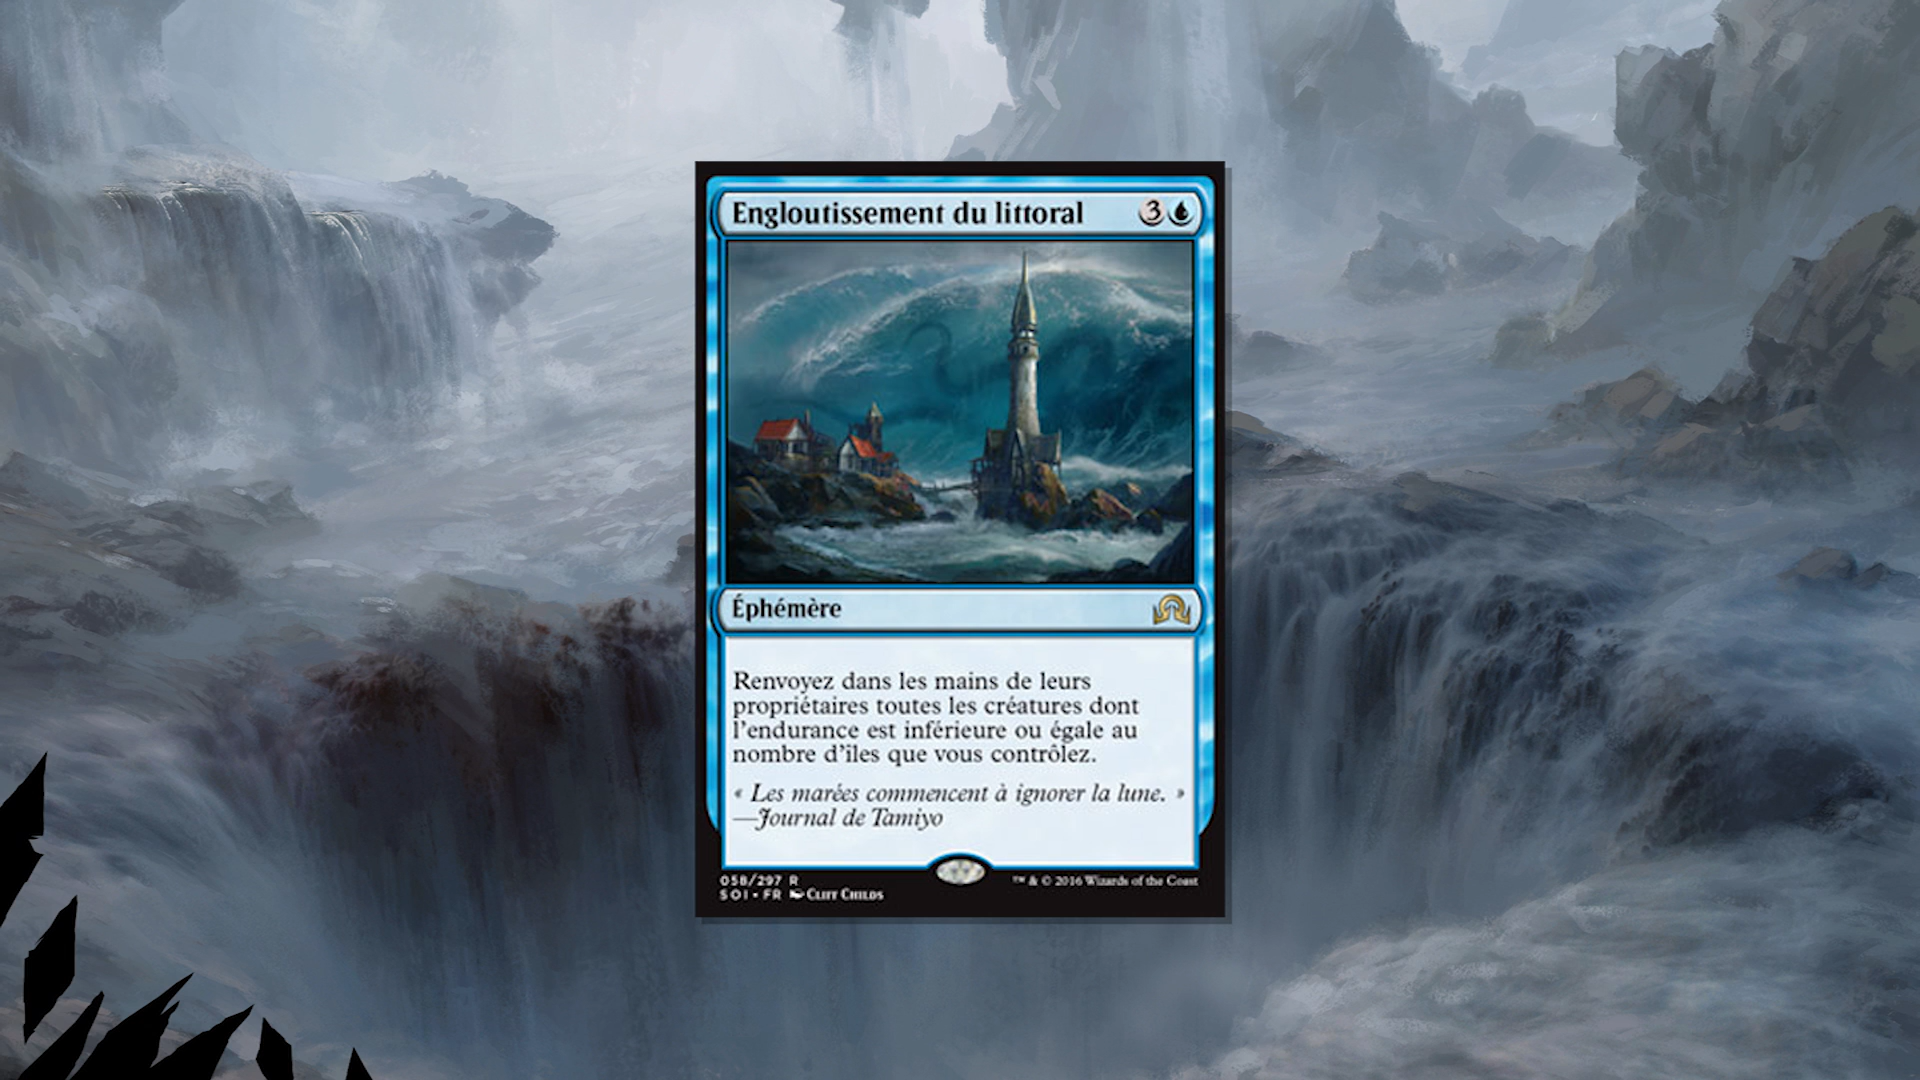 Engloutissement du littoral 3
Éphémère
Renvoyez dans les mains de leurs
propriétaires toutes les créatures dont
l'endurance est inférieure ou égale au
nombre d'îles que vous contrôlez.
« Les marées commencent à ignorer la lune. »
—Journal de Tamiyo
058/297 R
SOI • FR Cliff Childs
™ & © 2016 Wizards of the Coast